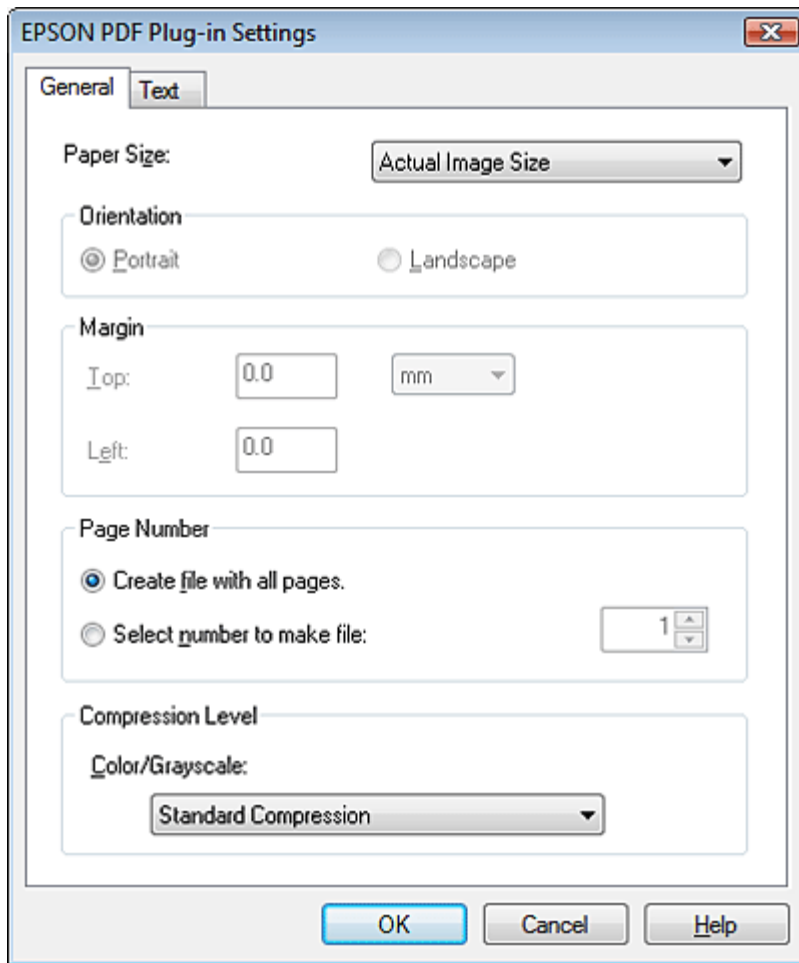 EPSON PDF Plug-in Settings
General Text
Paper Size: Actual Image Size
Orientation
Portrait Landscape
Margin
Top: 0.0 mm
Left: 0.0
Page Number
Create file with all pages.
Select number to make file: 1
Compression Level
Color/Grayscale:
Standard Compression
OK Cancel Help